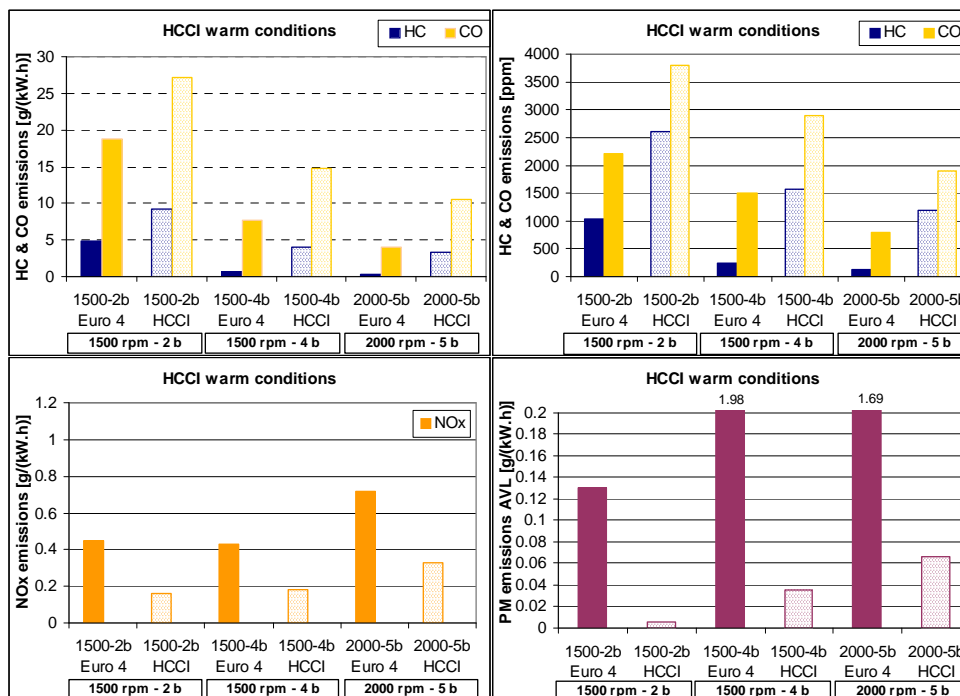 HCCI warm conditions
HC CO
HC & CO emissions [g/(kW.h)]
30
25
20
15
10
5
0
1500-2b 1500-2b 1500-4b 1500-4b 2000-5b 2000-5b
Euro 4 HCCI Euro 4 HCCI Euro 4 HCCI
1500 rpm - 2 b 1500 rpm - 4 b 2000 rpm - 5 b
HCCI warm conditions
HC CO
HC & CO emissions [ppm]
4000
3500
3000
2500
2000
1500
1000
500
0
1500-2b 1500-2b 1500-4b 1500-4b 2000-5b 2000-5b
Euro 4 HCCI Euro 4 HCCI Euro 4 HCCI
1500 rpm - 2 b 1500 rpm - 4 b 2000 rpm - 5 b
HCCI warm conditions
NOx
NOx emissions [g/(kW.h)]
1.2
1
0.8
0.6
0.4
0.2
0
1500-2b 1500-2b 1500-4b 1500-4b 2000-5b 2000-5b
Euro 4 HCCI Euro 4 HCCI Euro 4 HCCI
1500 rpm - 2 b 1500 rpm - 4 b 2000 rpm - 5 b
HCCI warm conditions
1.98 1.69
PM emissions AVL [g/(kW.h)]
0.2
0.18
0.16
0.14
0.12
0.1
0.08
0.06
0.04
0.02
0
1500-2b 1500-2b 1500-4b 1500-4b 2000-5b 2000-5b
Euro 4 HCCI Euro 4 HCCI Euro 4 HCCI
1500 rpm - 2 b 1500 rpm - 4 b 2000 rpm - 5 b